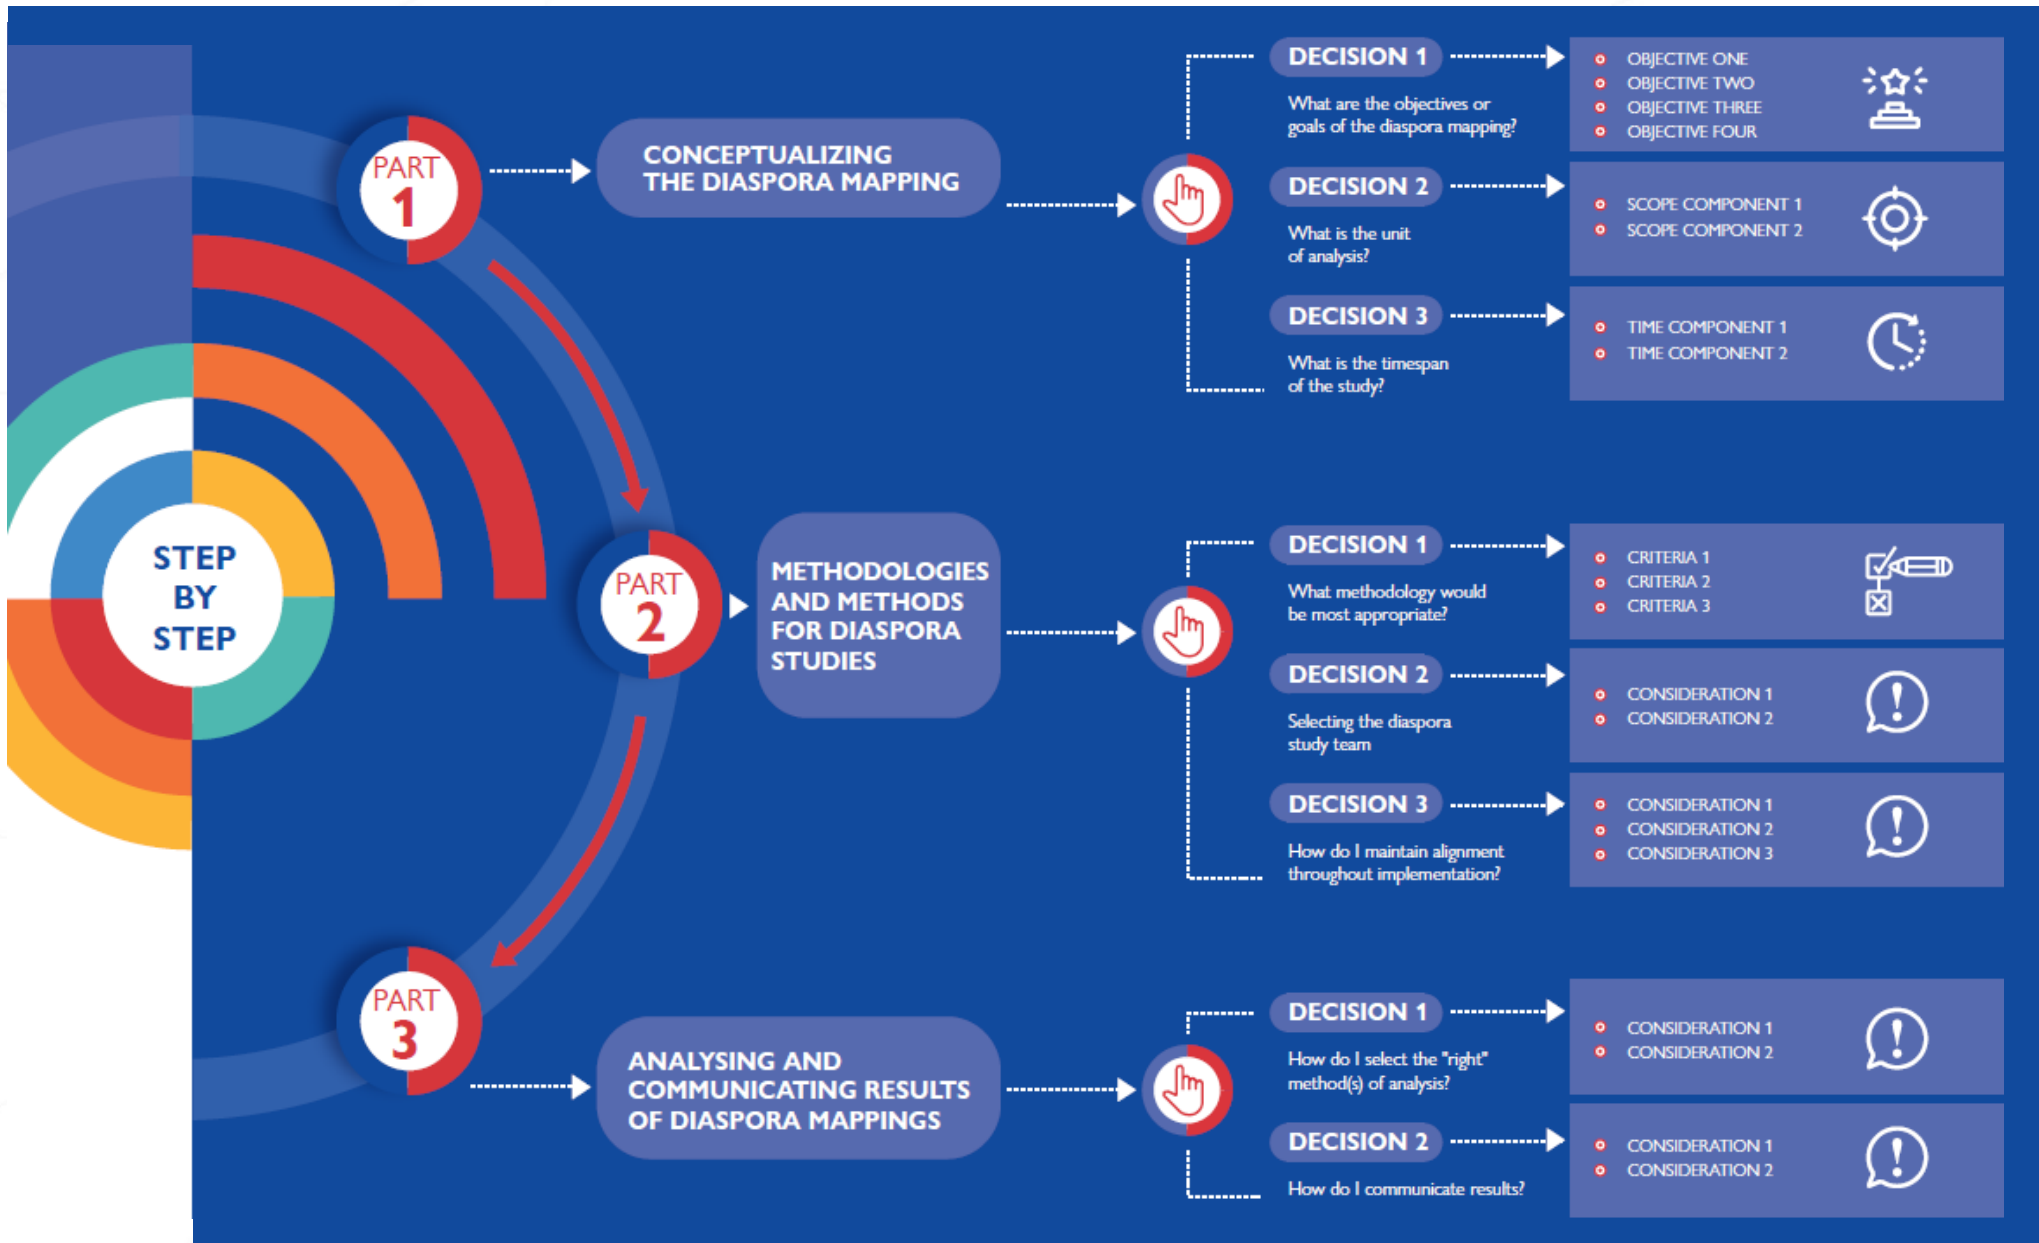 STEP
BY
STEP
PART
1
CONCEPTUALIZING
THE DIASPORA MAPPING
DECISION 1
What are the objectives or
goals of the diaspora mapping?
OBJECTIVE ONE
OBJECTIVE TWO
OBJECTIVE THREE
OBJECTIVE FOUR
DECISION 2
What is the unit
of analysis?
SCOPE COMPONENT 1
SCOPE COMPONENT 2
DECISION 3
What is the timespan
of the study?
TIME COMPONENT 1
TIME COMPONENT 2
PART
2
METHODOLOGIES
AND METHODS
FOR DIASPORA
STUDIES
DECISION 1
What methodology would
be most appropriate?
CRITERIA 1
CRITERIA 2
CRITERIA 3
DECISION 2
Selecting the diaspora
study team
CONSIDERATION 1
CONSIDERATION 2
DECISION 3
How do I maintain alignment
throughout implementation?
CONSIDERATION 1
CONSIDERATION 2
CONSIDERATION 3
PART
3
ANALYSING AND
COMMUNICATING RESULTS
OF DIASPORA MAPPINGS
DECISION 1
How do I select the "right"
method(s) of analysis?
CONSIDERATION 1
CONSIDERATION 2
DECISION 2
How do I communicate results?
CONSIDERATION 1
CONSIDERATION 2